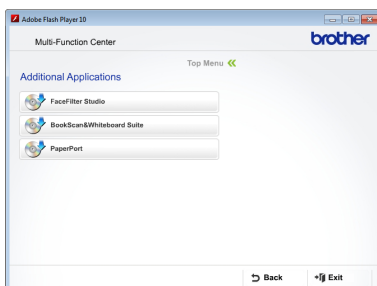 Adobe Flash Player 10
Multi-Function Center
brother
Top Menu
Additional Applications
FaceFilter Studio
BookScan&Whiteboard Suite
PaperPort
Back
Exit